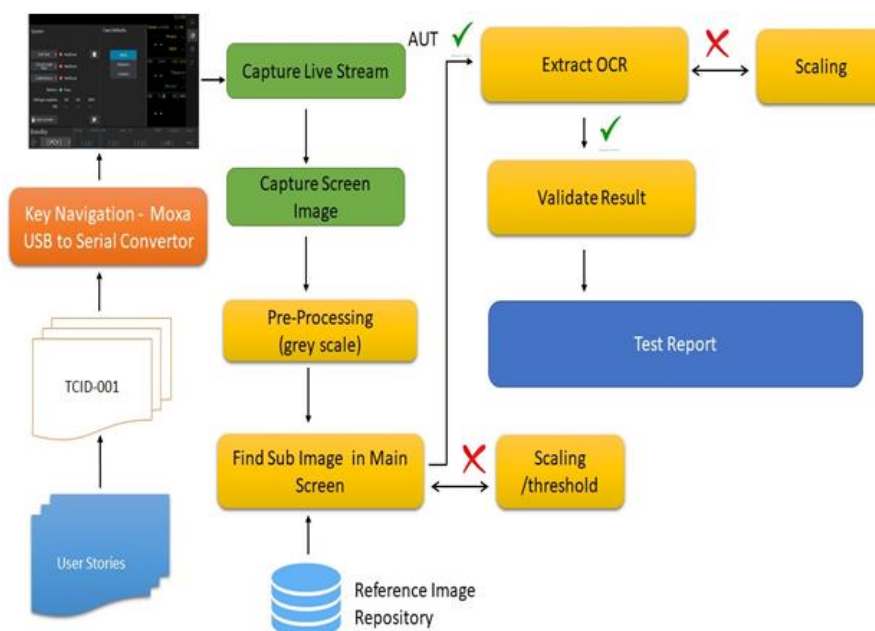 AUT
Capture Live Stream
Extract OCR
Scaling
Capture Screen
Image
Validate Result
Key Navigation - Moxa
USB to Serial Convertor
Pre-Processing
(grey scale)
Test Report
TCID-001
Find Sub Image in Main
Screen
Scaling
/threshold
User Stories
Reference Image
Repository